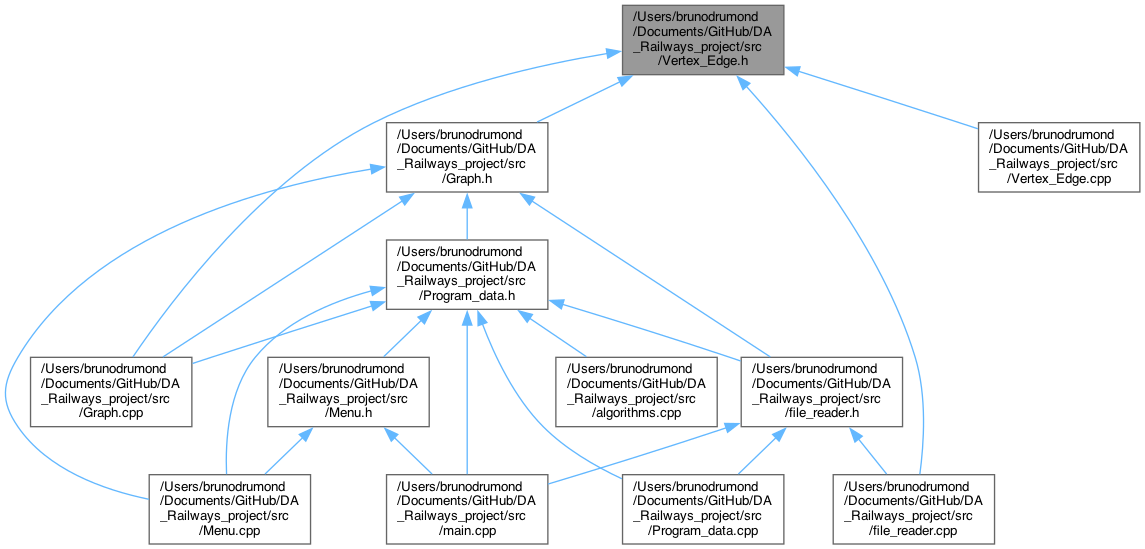 /Users/brunodrumond
/Documents/GitHub/DA
_Railways_project/src
/Vertex_Edge.h
/Users/brunodrumond
/Documents/GitHub/DA
_Railways_project/src
/Graph.h
/Users/brunodrumond
/Documents/GitHub/DA
_Railways_project/src
/Vertex_Edge.cpp
/Users/brunodrumond
/Documents/GitHub/DA
_Railways_project/src
/Program_data.h
/Users/brunodrumond
/Documents/GitHub/DA
_Railways_project/src
/Graph.cpp
/Users/brunodrumond
/Documents/GitHub/DA
_Railways_project/src
/Menu.h
/Users/brunodrumond
/Documents/GitHub/DA
_Railways_project/src
/algorithms.cpp
/Users/brunodrumond
/Documents/GitHub/DA
_Railways_project/src
/file_reader.h
/Users/brunodrumond
/Documents/GitHub/DA
_Railways_project/src
/Menu.cpp
/Users/brunodrumond
/Documents/GitHub/DA
_Railways_project/src
/main.cpp
/Users/brunodrumond
/Documents/GitHub/DA
_Railways_project/src
/Program_data.cpp
/Users/brunodrumond
/Documents/GitHub/DA
_Railways_project/src
/file_reader.cpp